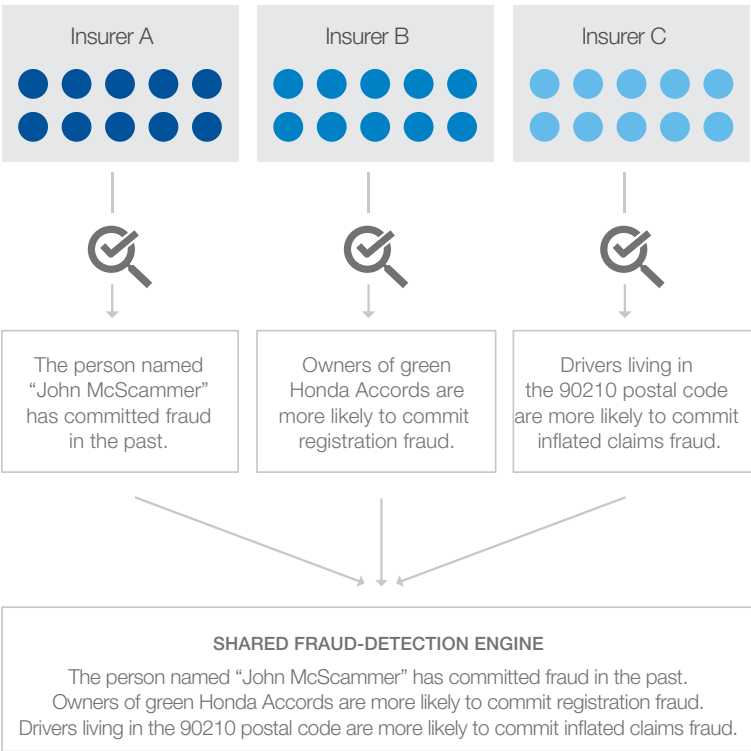 Insurer A
Insurer B
Insurer C
The person named
“John McScammer”
has committed fraud
in the past.
Owners of green
Honda Accords are
more likely to commit
registration fraud.
Drivers living in
the 90210 postal code
are more likely to commit
inflated claims fraud.
SHARED FRAUD-DETECTION ENGINE
The person named “John McScammer” has committed fraud in the past.
Owners of green Honda Accords are more likely to commit registration fraud.
Drivers living in the 90210 postal code are more likely to commit inflated claims fraud.